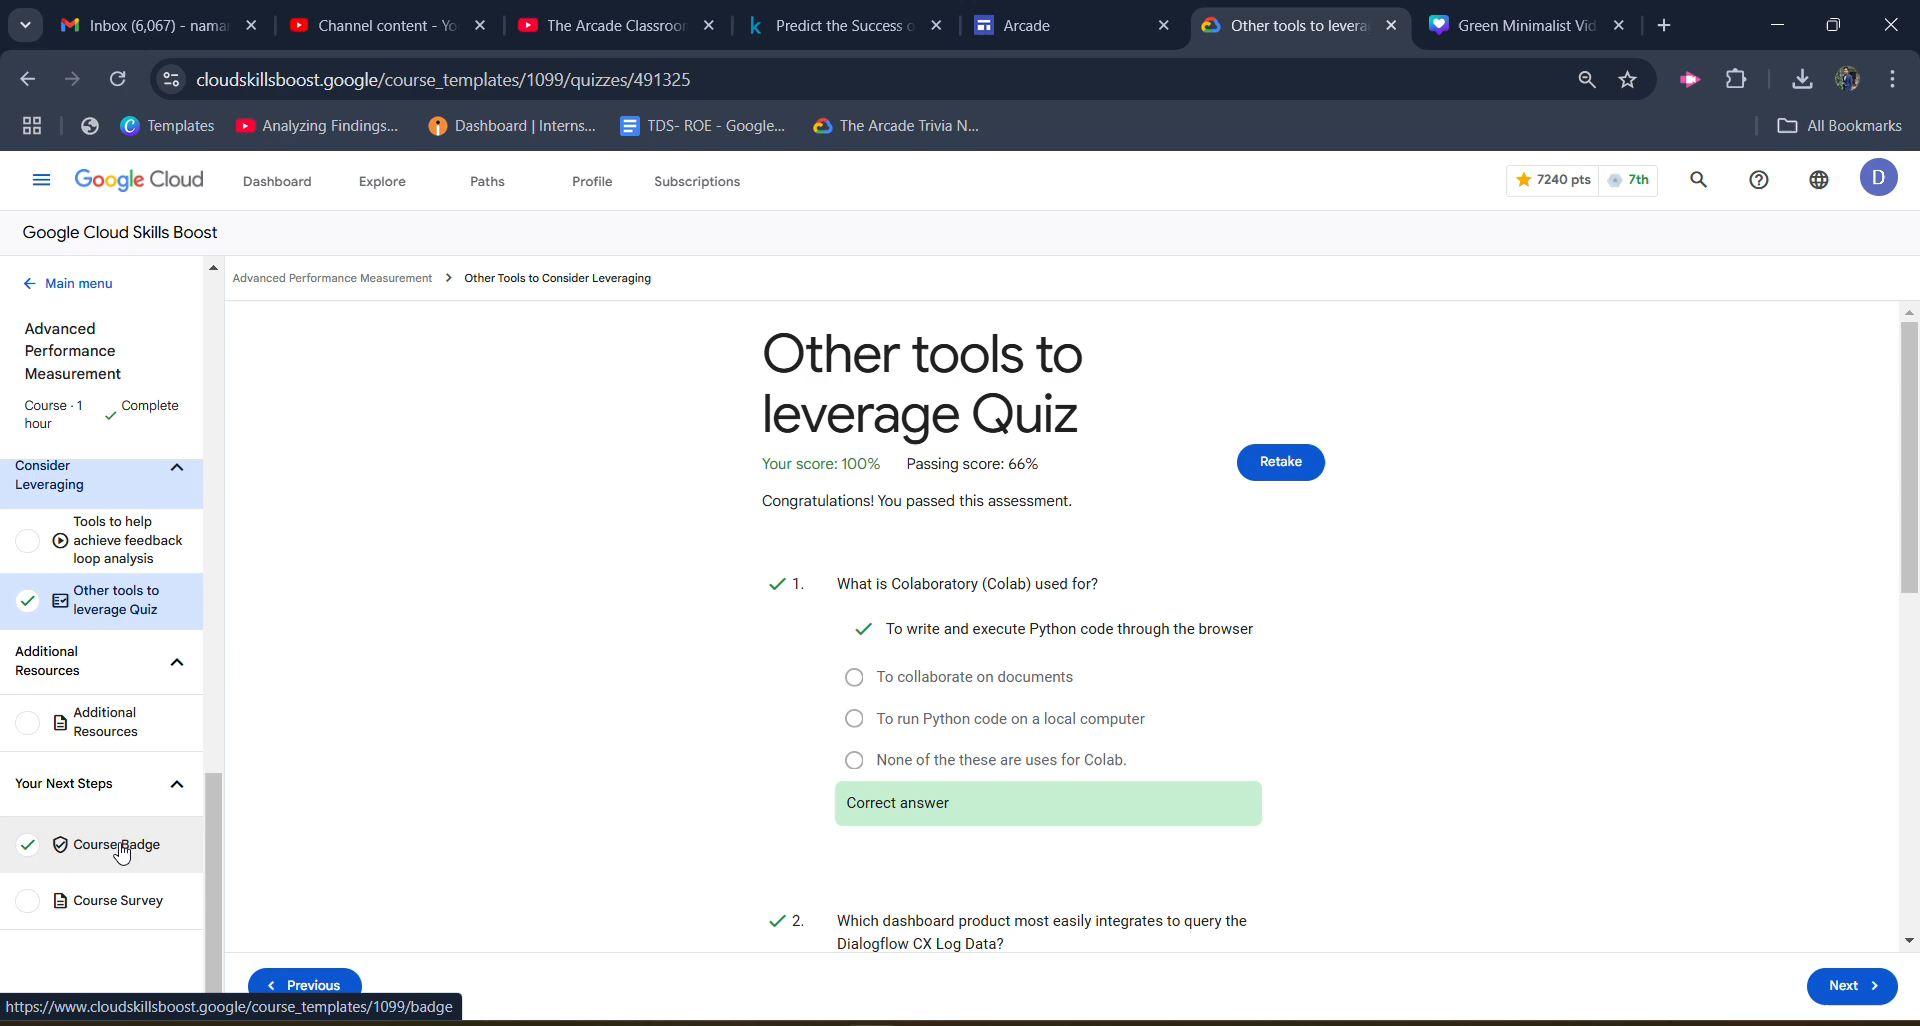 Inbox (6,067) - namar
Channel content - Yo
The Arcade Classroom
Predict the Success o
Arcade
Other tools to levera
Green Minimalist Vid
cloudskillsboost.google/course_templates/1099/quizzes/491325
Templates
Analyzing Findings...
Dashboard | Interns...
TDS- ROE - Google...
The Arcade Trivia N...
All Bookmarks
Google Cloud
Dashboard
Explore
Paths
Profile
Subscriptions
7240 pts
7th
D
Google Cloud Skills Boost
Main menu
Advanced Performance Measurement > Other Tools to Consider Leveraging
Advanced
Performance
Measurement
Course · 1
hour
Complete
Consider
Leveraging
Tools to help
achieve feedback
loop analysis
Other tools to
leverage Quiz
Additional
Resources
Additional
Resources
Your Next Steps
Course Badge
Course Survey
Other tools to
leverage Quiz
Your score: 100% Passing score: 66%
Retake
Congratulations! You passed this assessment.
1. What is Colaboratory (Colab) used for?
To write and execute Python code through the browser
To collaborate on documents
To run Python code on a local computer
None of the these are uses for Colab.
Correct answer
2. Which dashboard product most easily integrates to query the
Dialogflow CX Log Data?
Previous
Next
https://www.cloudskillsboost.google/course_templates/1099/badge